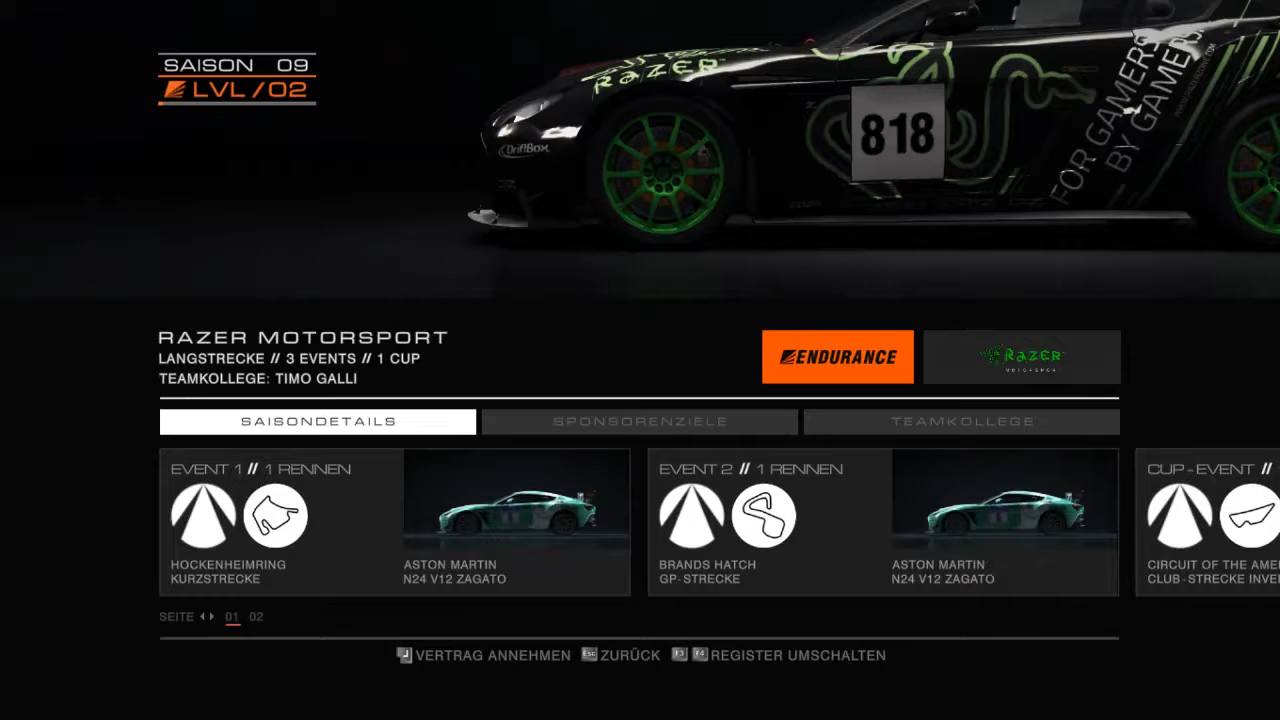 SAISON 09
LVL/02
RAZER
DriftBox.
818
FOR GAMERS.
BY GAMERS.
RAZER MOTORSPORT
LANGSTRECKE // 3 EVENTS // 1 CUP
TEAMKOLLEGE: TIMO GALLI
ENDURANCE
RAZER
MOTORSPORT
SAISONDETAILS
SPONSORENZIELE
TEAMKOLLEGE
EVENT 1 // 1 RENNEN
HOCKENHEIMRING
KURZSTRECKE
ASTON MARTIN
N24 V12 ZAGATO
EVENT 2 // 1 RENNEN
BRANDS HATCH
GP-STRECKE
ASTON MARTIN
N24 V12 ZAGATO
CUP-EVENT //
CIRCUIT OF THE AME
CLUB-STRECKE INVE
SEITE 01 02
VERTRAG ANNEHMEN Esc ZURÜCK F3 F4 REGISTER UMSCHALTEN